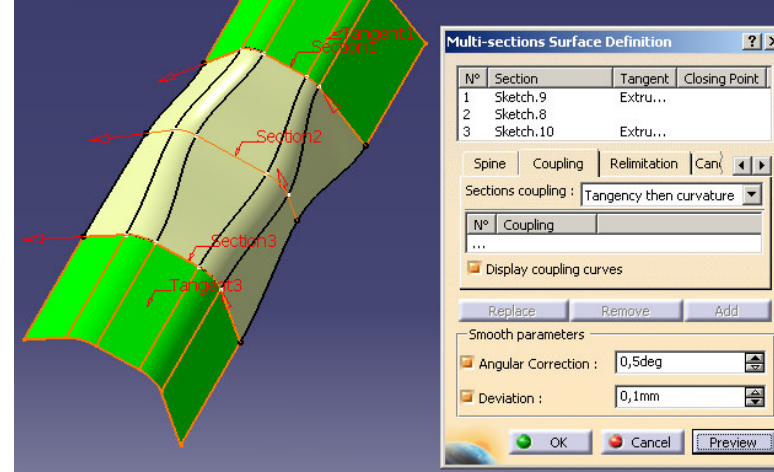 Tangent1
Section1
Section2
Section3
Tangent3
Multi-sections Surface Definition
N° Section Tangent Closing Point
1 Sketch.9 Extru...
2 Sketch.8
3 Sketch.10 Extru...
Spine Coupling Relimitation
Sections coupling : Tangency then curvature
N° Coupling
...
Display coupling curves
Replace Remove Add
Smooth parameters
Angular Correction : 0,5deg
Deviation : 0,1mm
OK Cancel Preview